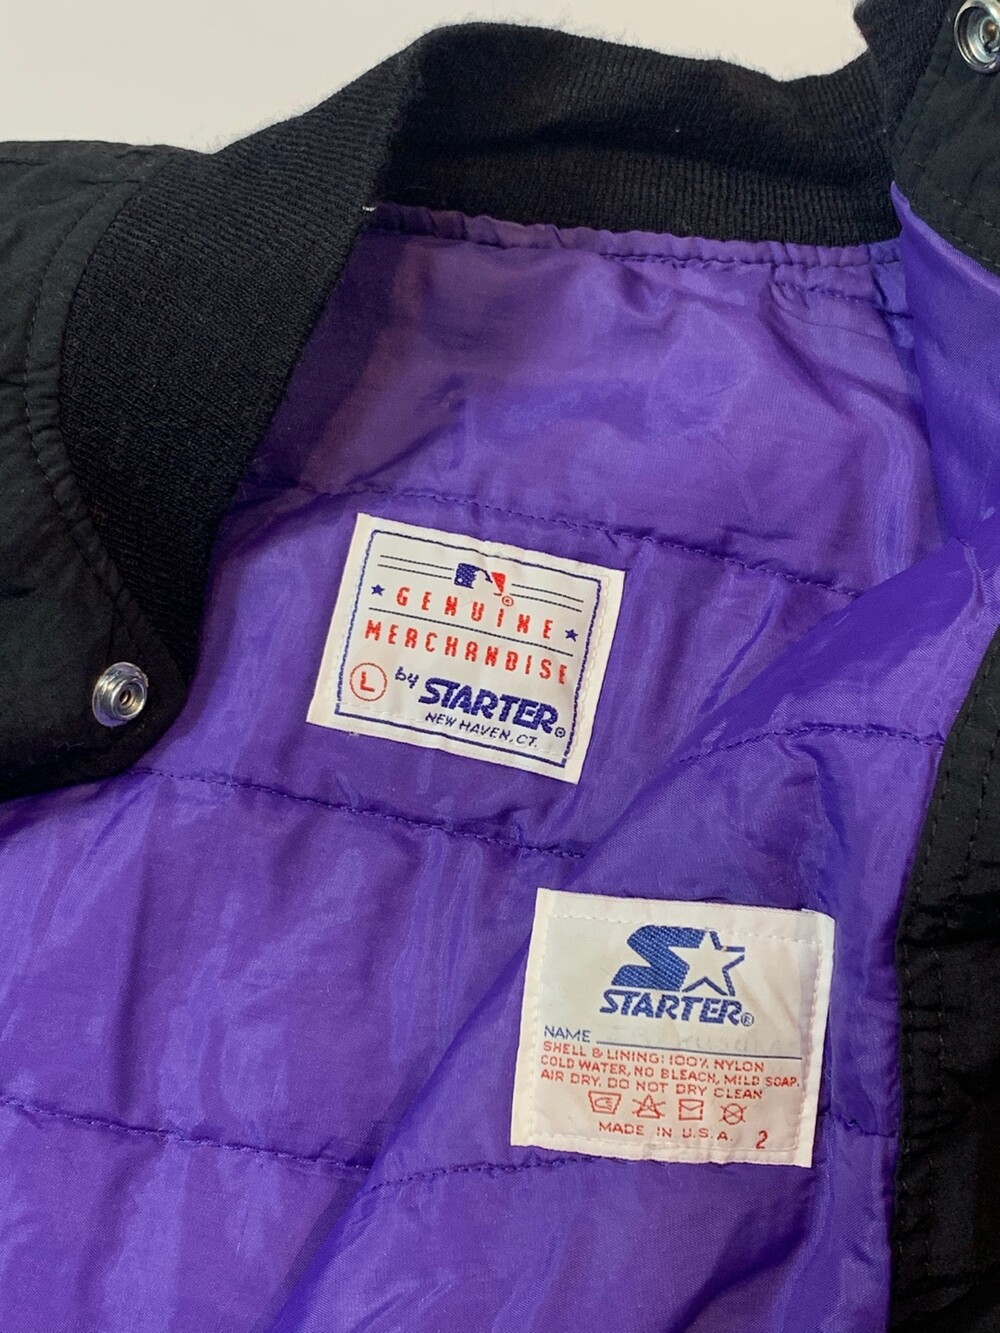 GENUINE
MERCHANDISE
L by STARTER®
NEW HAVEN, CT.
STARTER®
NAME
SHELL & LINING: 100% NYLON
COLD WATER, NO BLEACH, MILD SOAP,
AIR DRY, DO NOT DRY CLEAN
MADE IN U.S.A. 2